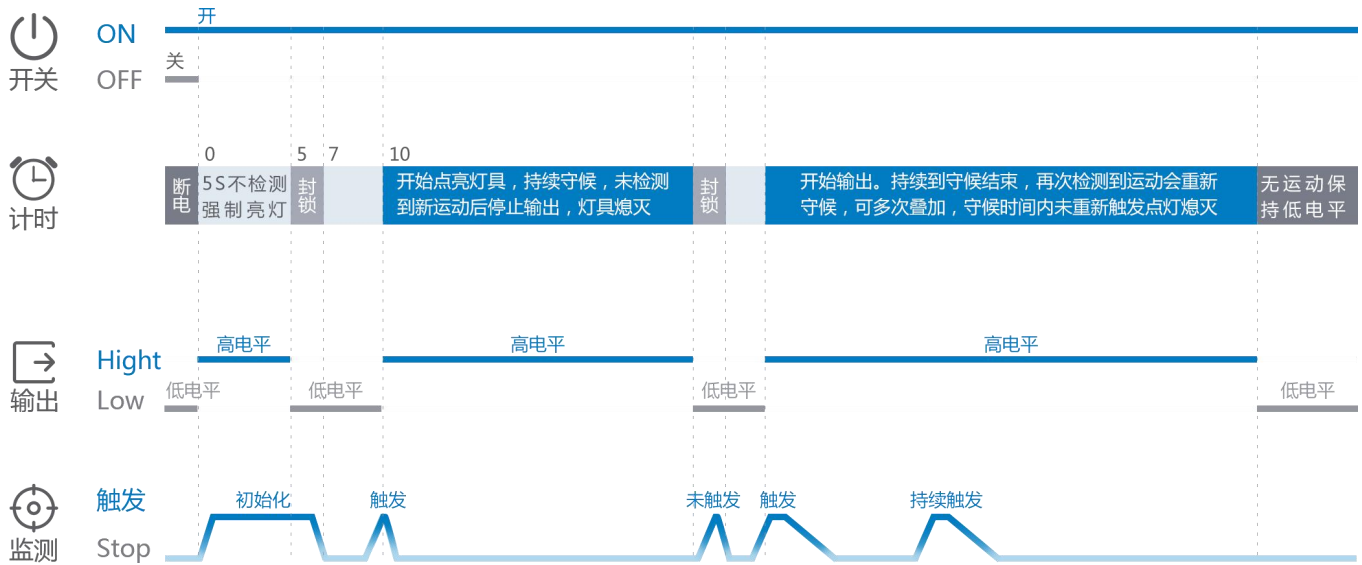 开
ON
关
开关
OFF
0
5
7
10
断
电
5S不检测
强制亮灯
封
锁
开始点亮灯具，持续守候，未检测
到新运动后停止输出，灯具熄灭
封
锁
开始输出。持续到守候结束，再次检测到运动会重新
守候，可多次叠加，守候时间内未重新触发点灯熄灭
无运动保
持低电平
计时
高电平
高电平
高电平
Hight
输出
Low
低电平
低电平
低电平
低电平
触发
初始化
触发
未触发
触发
持续触发
监测
Stop